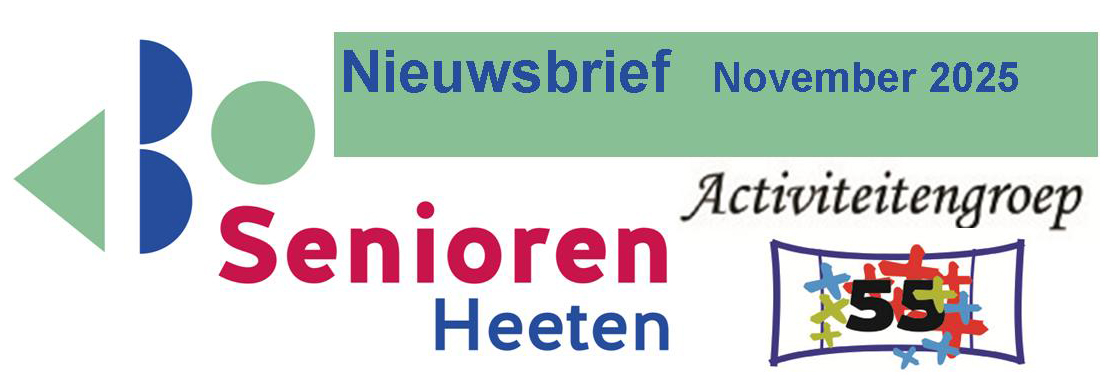 Nieuwsbrief November 2025
Activiteitengroep
Senioren
Heeten
55